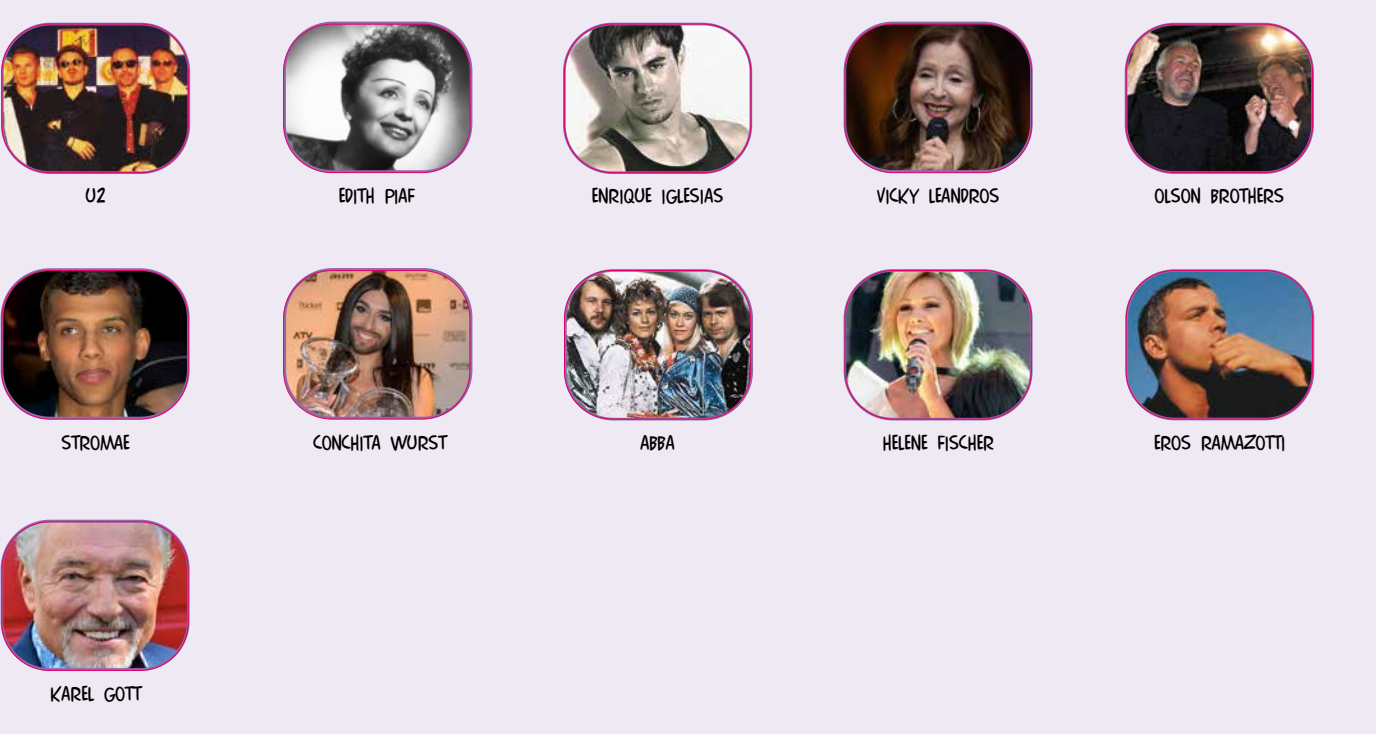 U2
EDITH PIAF
ENRIQUE IGLESIAS
VICKY LEANDROS
OLSON BROTHERS
STROMAE
CONCHITA WURST
ABBA
HELENE FISCHER
EROS RAMAZOTTI
KAREL GOTT